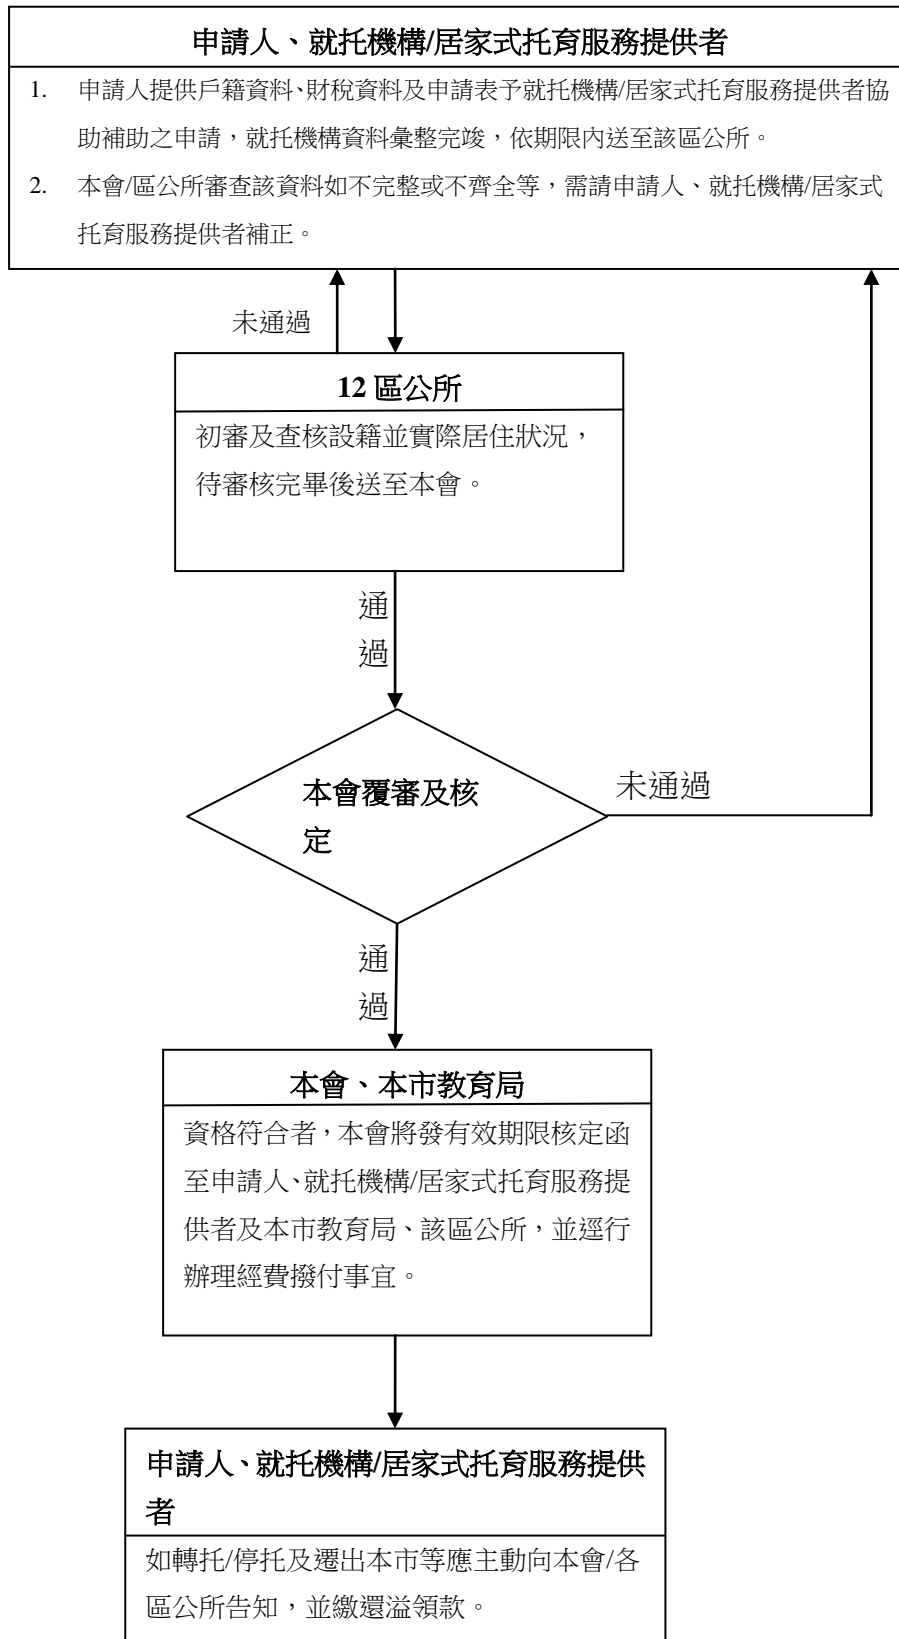 申請人、就托機構/居家式托育服務提供者
1. 申請人提供戶籍資料、財稅資料及申請表予就托機構/居家式托育服務提供者協
助補助之申請，就托機構資料彙整完竣，依期限內送至該區公所。
2. 本會/區公所審查該資料如不完整或不齊全等，需請申請人、就托機構/居家式
托育服務提供者補正。
未通過
12 區公所
初審及查核設籍並實際居住狀況，
待審核完畢後送至本會。
通
過
本會覆審及核
定
未通過
通
過
本會、本市教育局
資格符合者，本會將發有效期限核定函
至申請人、就托機構/居家式托育服務提
供者及本市教育局、該區公所，並逕行
辦理經費撥付事宜。
申請人、就托機構/居家式托育服務提供
者
如轉托/停托及遷出本市等應主動向本會/各
區公所告知，並繳還溢領款。